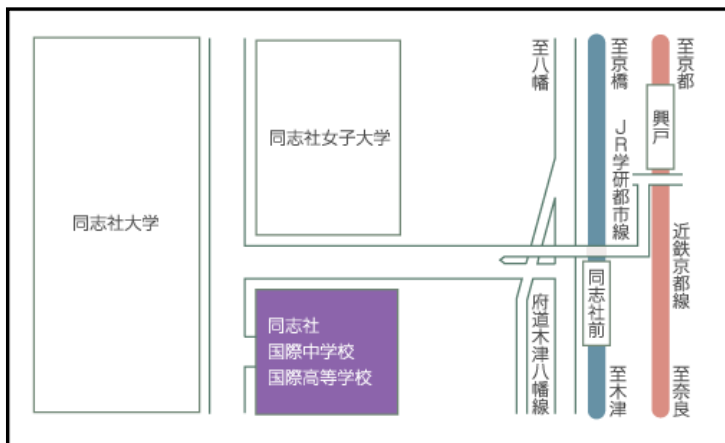 同志社大学
同志社女子大学
同志社
国際中学校
国際高等学校
至八幡
府道木津八幡線
至京橋
JR学研都市線
同志社前
至木津
至京都
興戸
近鉄京都線
至奈良